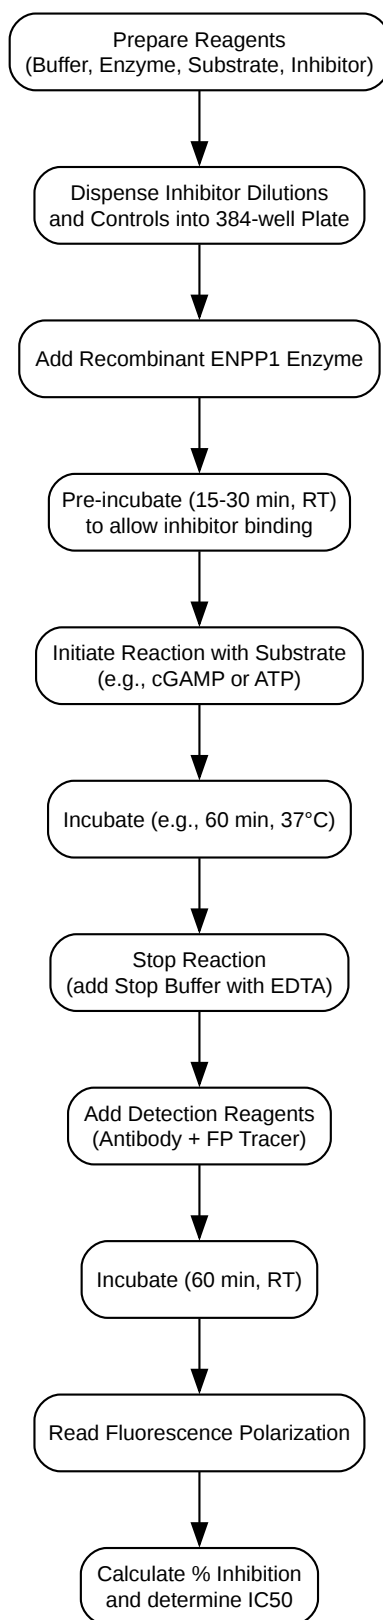 Prepare Reagents
(Buffer, Enzyme, Substrate, Inhibitor)
Dispense Inhibitor Dilutions
and Controls into 384-well Plate
Add Recombinant ENPP1 Enzyme
Pre-incubate (15-30 min, RT)
to allow inhibitor binding
Initiate Reaction with Substrate
(e.g., cGAMP or ATP)
Incubate (e.g., 60 min, 37°C)
Stop Reaction
(add Stop Buffer with EDTA)
Add Detection Reagents
(Antibody + FP Tracer)
Incubate (60 min, RT)
Read Fluorescence Polarization
Calculate % Inhibition
and determine IC50